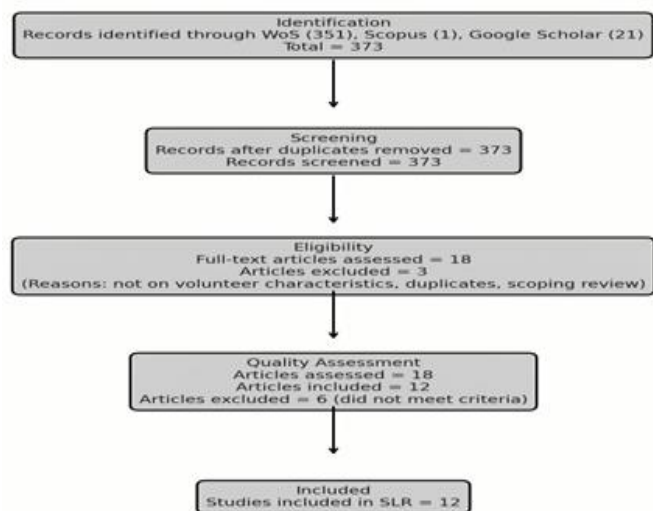 Identification
Records identified through WoS (351), Scopus (1), Google Scholar (21)
Total = 373
Screening
Records after duplicates removed = 373
Records screened = 373
Eligibility
Full-text articles assessed = 18
Articles excluded = 3
(Reasons: not on volunteer characteristics, duplicates, scoping review)
Quality Assessment
Articles assessed = 18
Articles included = 12
Articles excluded = 6 (did not meet criteria)
Included
Studies included in SLR = 12